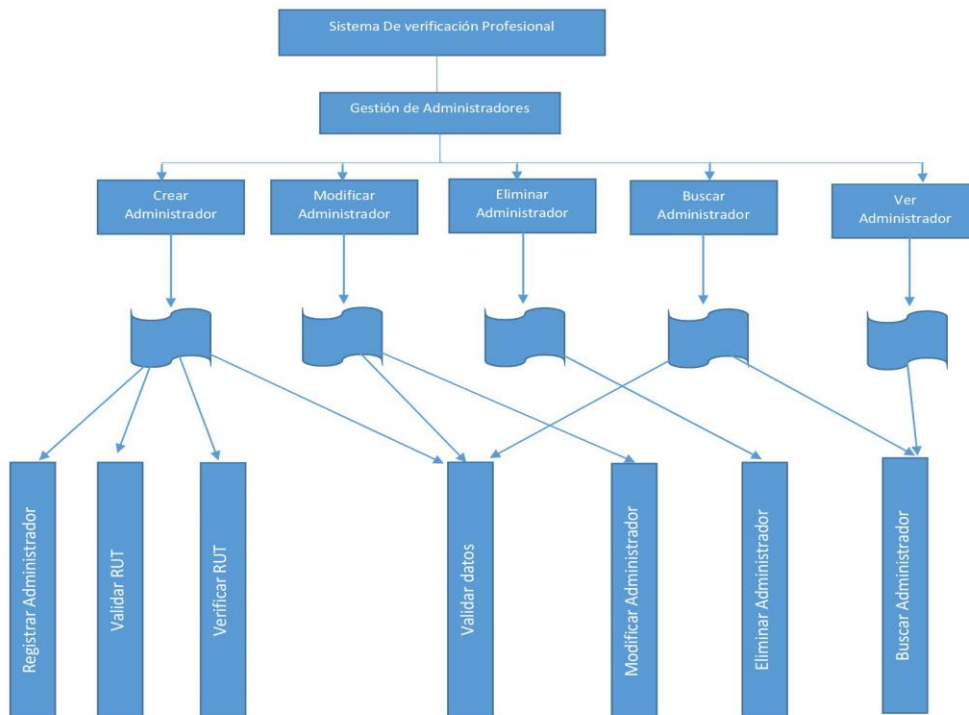 Sistema De verificación Profesional
Gestión de Administradores
Crear
Administrador
Modificar
Administrador
Eliminar
Administrador
Buscar
Administrador
Ver
Administrador
Registrar Administrador
Validar RUT
Verificar RUT
Validar datos
Modificar Administrador
Eliminar Administrador
Buscar Administrador